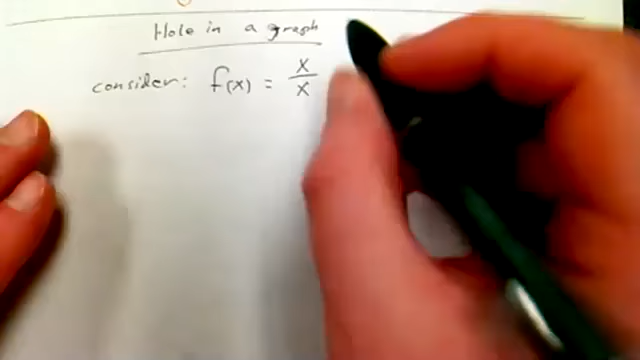 Hole in a graph
consider: f(x) = x/x